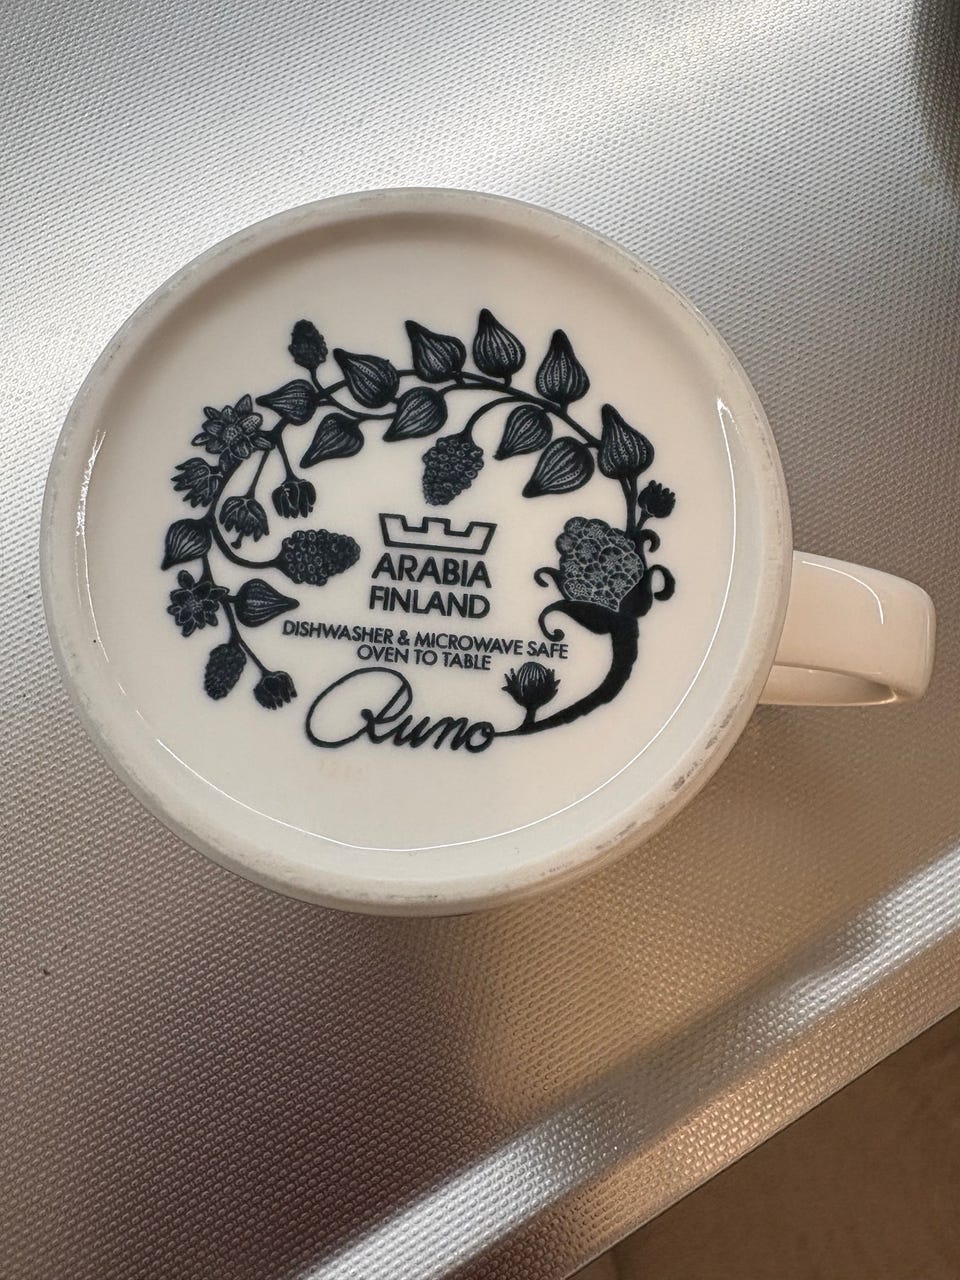 ARABIA
FINLAND
DISHWASHER & MICROWAVE SAFE
OVEN TO TABLE
Runo